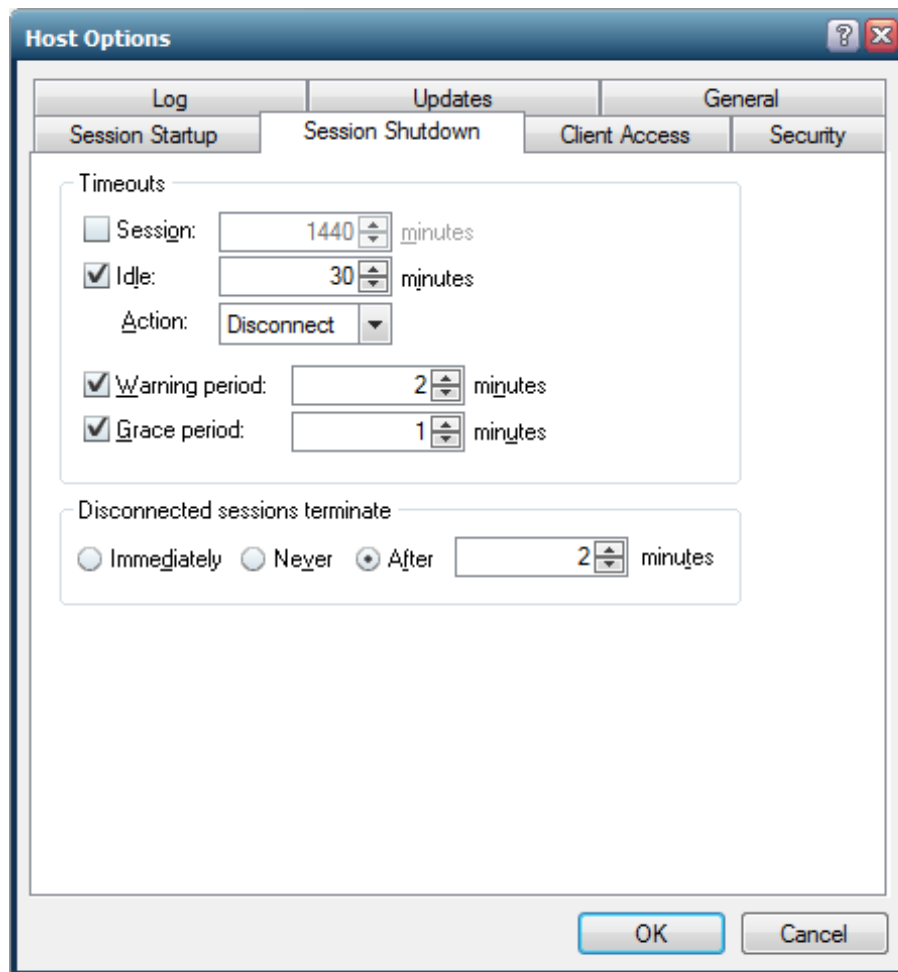 Host Options
Log Updates General
Session Startup Session Shutdown Client Access Security
Timeouts
Session: 1440 minutes
Idle: 30 minutes
Action: Disconnect
Warning period: 2 minutes
Grace period: 1 minutes
Disconnected sessions terminate
Immediately Never After 2 minutes
OK Cancel